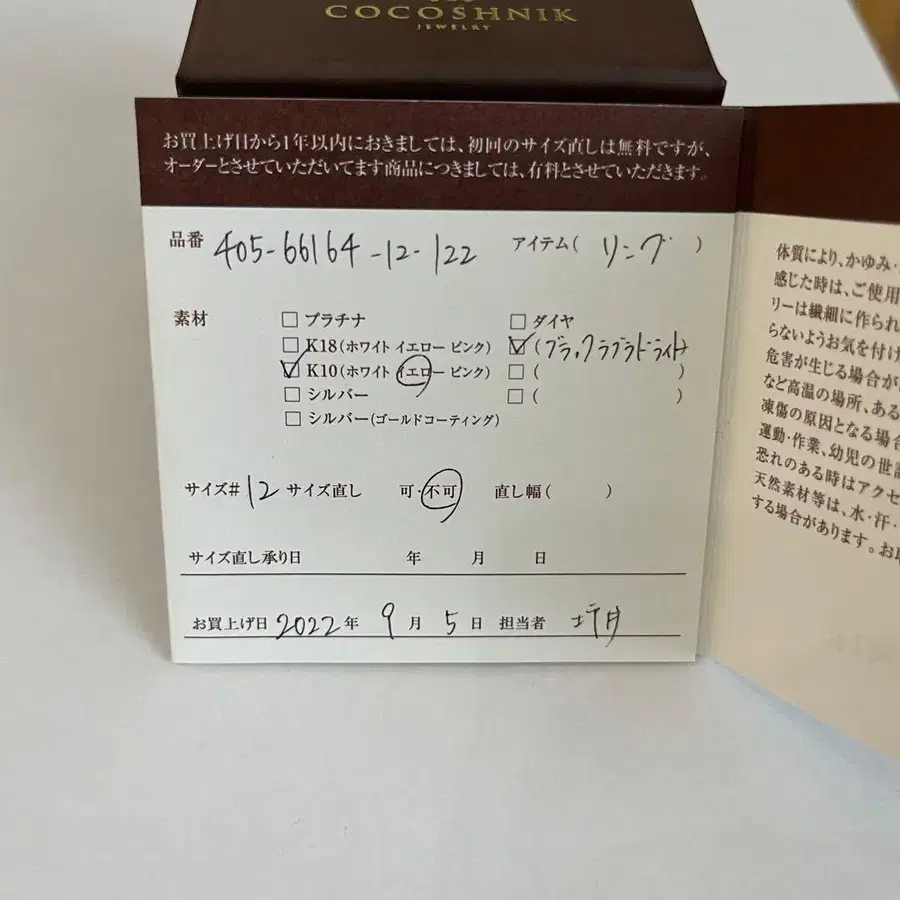 COCOSHNIK
JEWELRY
お買上げ日から1年以内におきましては、初回のサイズ直しは無料ですが、
オーダーとさせていただいてます商品につきましては、有料とさせていただきます。
品番 405-66164-12-122 アイテム( リング )
素材 □ プラチナ □ ダイヤ
□ K18(ホワイト イエロー ピンク) ☑ (ブラックラブラドライト)
☑ K10(ホワイト イエロー ピンク) □ ( )
□ シルバー □ ( )
□ シルバー(ゴールドコーティング)
サイズ# 12 サイズ直し 可・不可 直し幅( )
サイズ直し承り日 年 月 日
お買上げ日 2022年 9月 5日 担当者
体質により、かゆみ・
感じた時は、ご使用
リーは繊細に作られ
らないようお気を付け
危害が生じる場合が
など高温の場所、ある
凍傷の原因となる場合
運動・作業、幼児の世話
恐れのある時はアクセ
天然素材等は、水・汗・
する場合があります。お